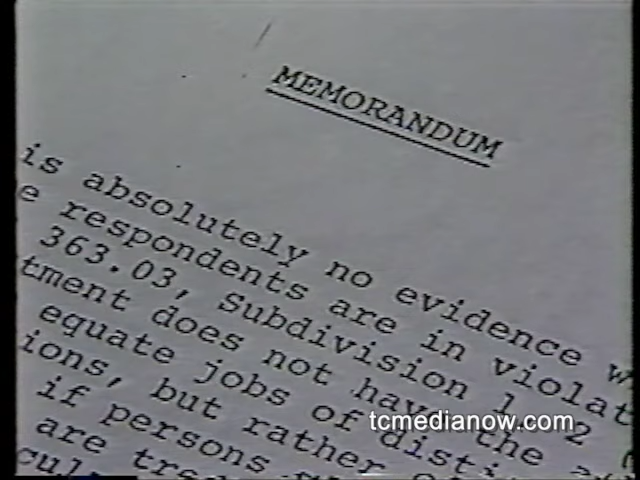 MEMORANDUM
is absolutely no evidence
e respondents are in violat
363.03, Subdivision 1.
tment does not have the
equate jobs of
ions, but rather
if persons
are
tcmedianow.com